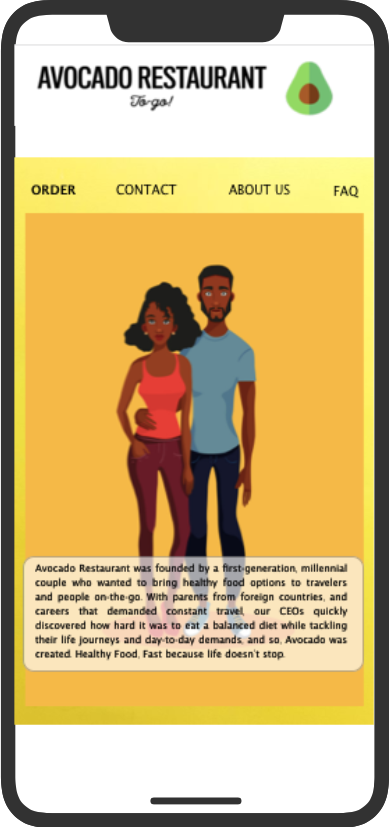 AVOCADO RESTAURANT
To-go!
ORDER CONTACT ABOUT US FAQ
Avocado Restaurant was founded by a first-generation, millennial
couple who wanted to bring healthy food options to travelers
and people on-the-go. With parents from foreign countries, and
careers that demanded constant travel, our CEOs quickly
discovered how hard it was to eat a balanced diet while tackling
their life journeys and day-to-day demands, and so, Avocado was
created. Healthy Food, Fast because life doesn't stop.